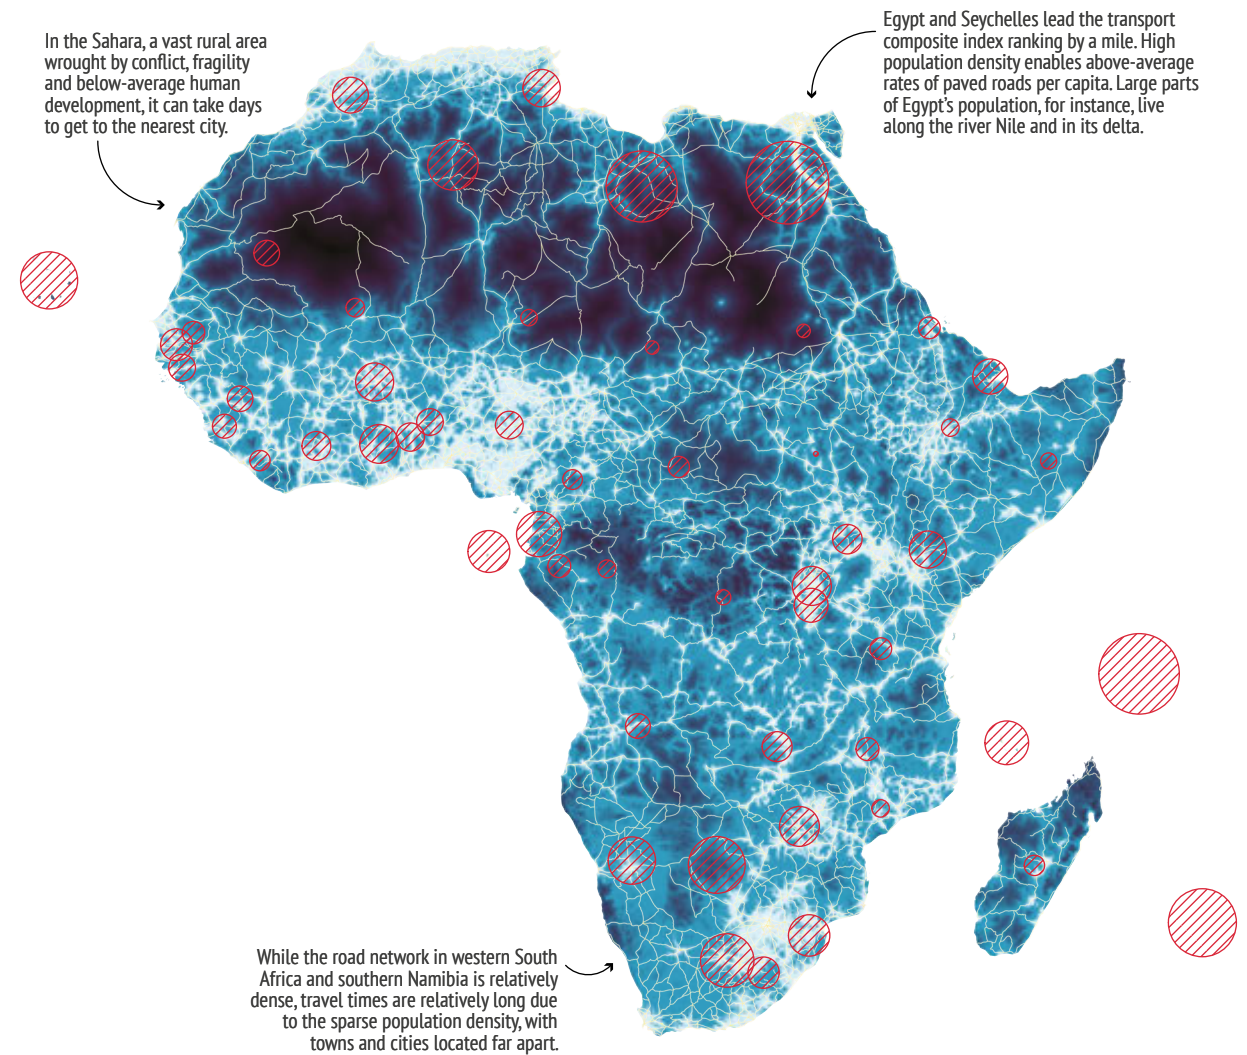 In the Sahara, a vast rural area
wrought by conflict, fragility
and below-average human
development, it can take days
to get to the nearest city.
Egypt and Seychelles lead the transport
composite index ranking by a mile. High
population density enables above-average
rates of paved roads per capita. Large parts
of Egypt's population, for instance, live
along the river Nile and in its delta.
While the road network in western South
Africa and southern Namibia is relatively
dense, travel times are relatively long due
to the sparse population density, with
towns and cities located far apart.